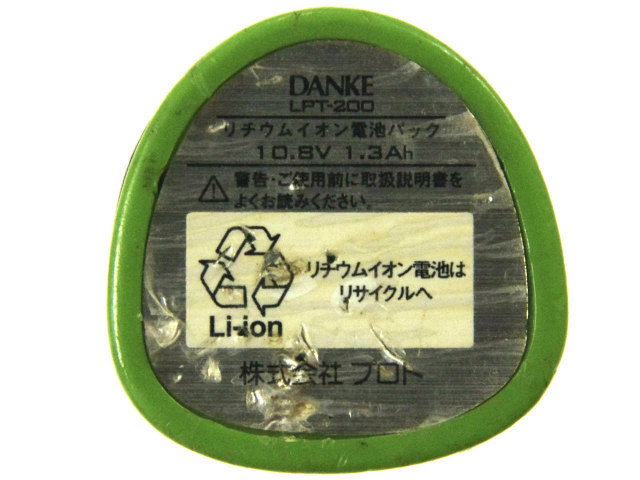 DANKE
LPT-200
リチウムイオン電池パック
10.8V 1.3Ah
警告・ご使用前に取扱説明書を
よくお読みください。
リチウムイオン電池は
リサイクルへ
Li-ion
株式会社 プロト